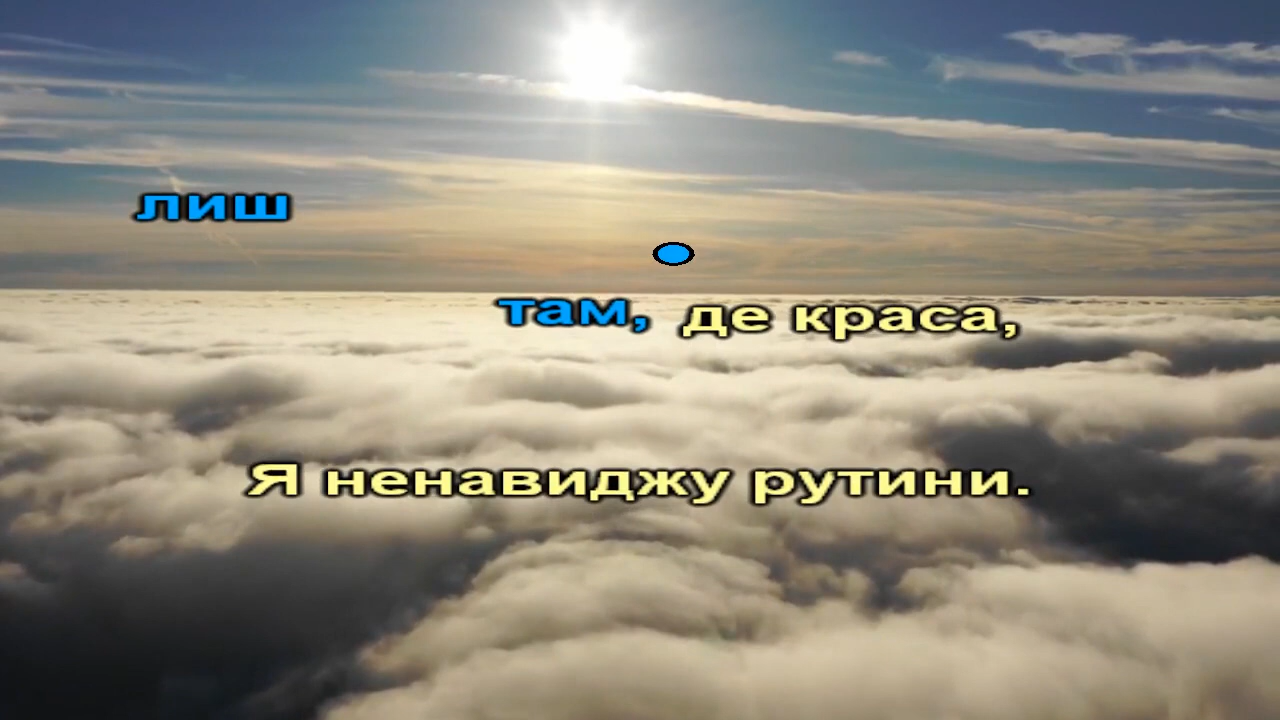 лиш
там, де краса,
Я ненавиджу рутини.